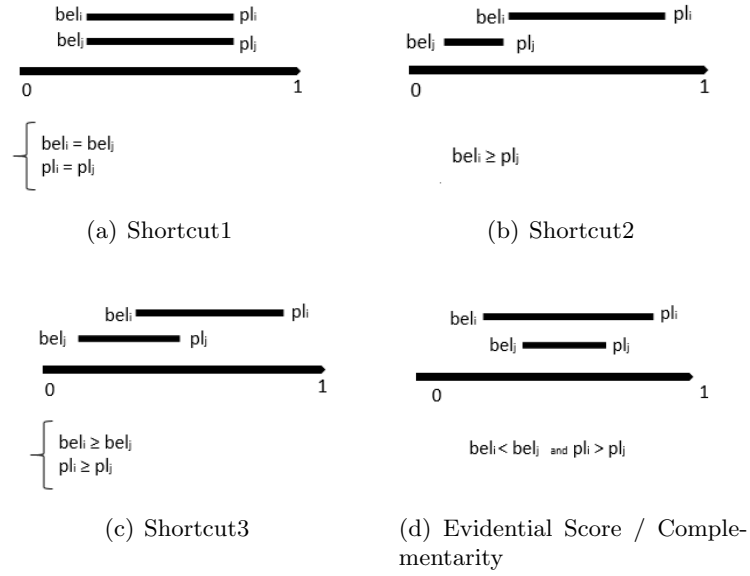 belᵢ plᵢ
belⱼ plⱼ
0 1
belᵢ = belⱼ
plᵢ = plⱼ
(a) Shortcut1
belᵢ plᵢ
belⱼ plⱼ
0 1
belᵢ ≥ plⱼ
(b) Shortcut2
belᵢ plᵢ
belⱼ plⱼ
0 1
belᵢ ≥ belⱼ
plᵢ ≥ plⱼ
(c) Shortcut3
belᵢ plᵢ
belⱼ plⱼ
0 1
belᵢ < belⱼ and plᵢ > plⱼ
(d) Evidential Score / Comple-
mentarity